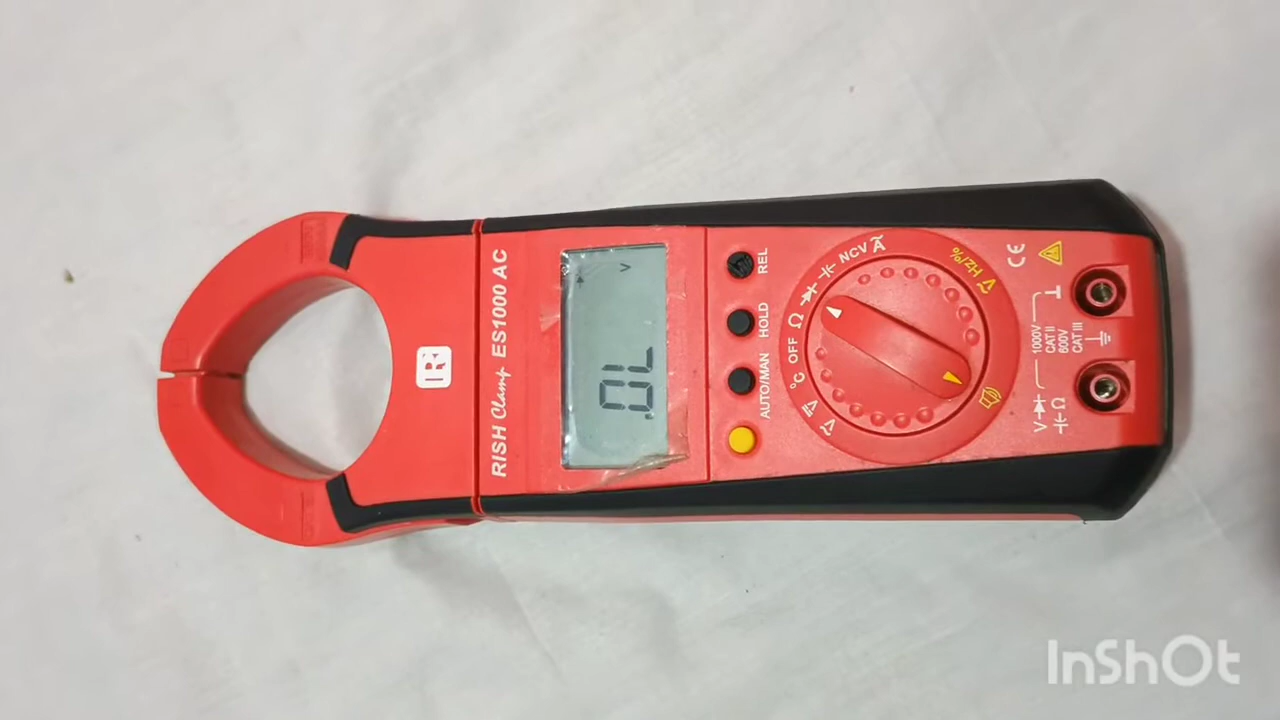 RISH Clamp ES1000 AC
R
V
.OL
REL
HOLD
AUTO/MAN
OFF
Ω
NCV
A
Hz/%
V
°C
V
V
CE
1000V
CAT II
600V
CAT III
V
Ω
InShOt